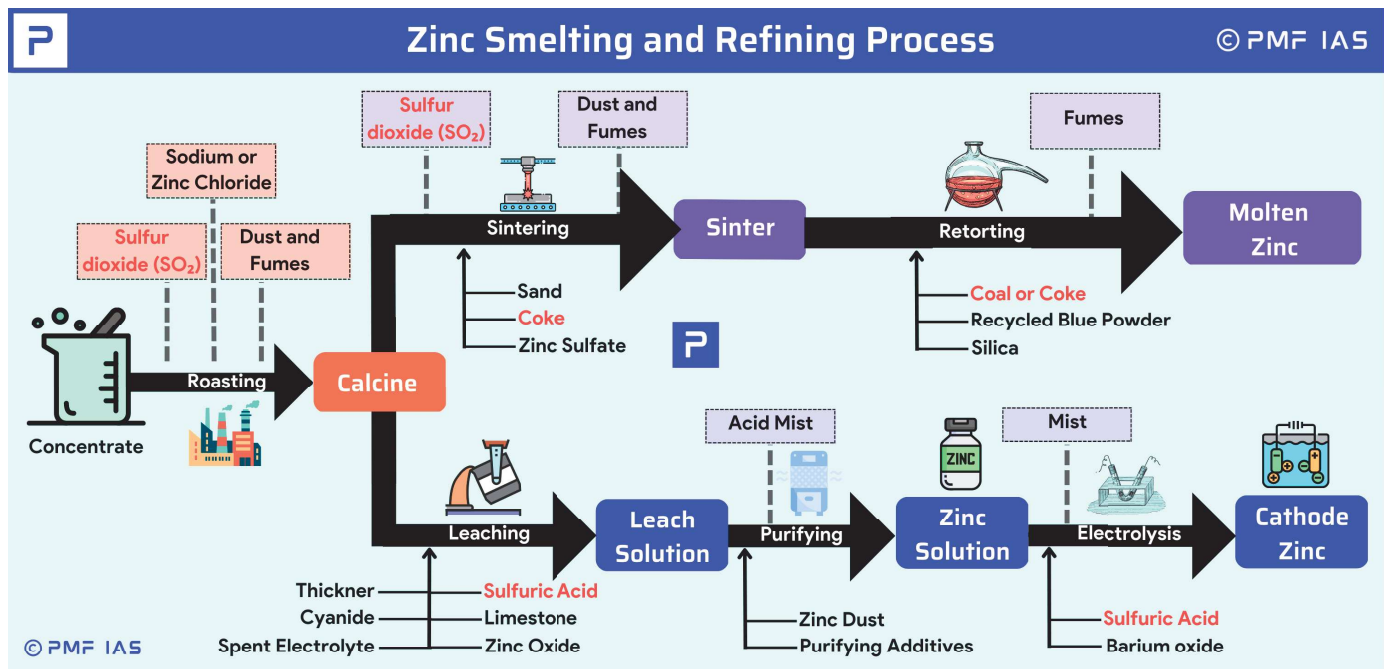 P
Zinc Smelting and Refining Process
© PMF IAS
Sulfur
dioxide (SO₂)
Dust and
Fumes
Fumes
Sodium or
Zinc Chloride
Sulfur
dioxide (SO₂)
Dust and
Fumes
Sintering
Sinter
Retorting
Molten
Zinc
Sand
Coke
Zinc Sulfate
Coal or Coke
Recycled Blue Powder
Silica
P
Roasting
Calcine
Concentrate
Acid Mist
Mist
ZINC
Leaching
Leach
Solution
Purifying
Zinc
Solution
Electrolysis
Cathode
Zinc
Thickner
Sulfuric Acid
Cyanide
Limestone
Spent Electrolyte
Zinc Oxide
Zinc Dust
Purifying Additives
Sulfuric Acid
Barium oxide
© PMF IAS